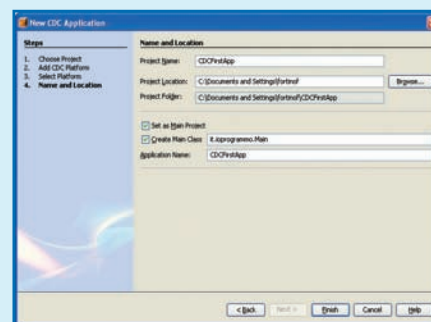 New CDC Application
Steps
1. Choose Project
2. Add CDC Platform
3. Select Platform
4. Name and Location
Name and Location
Project Name: CDCFirstApp
Project Location: C:\Documents and Settings\fortinof
Browse...
Project Folder: C:\Documents and Settings\fortinof\CDCFirstApp
Set as Main Project
Create Main Class it.ioprogrammo.Main
Application Name: CDCFirstApp
< Back Next > Finish Cancel Help